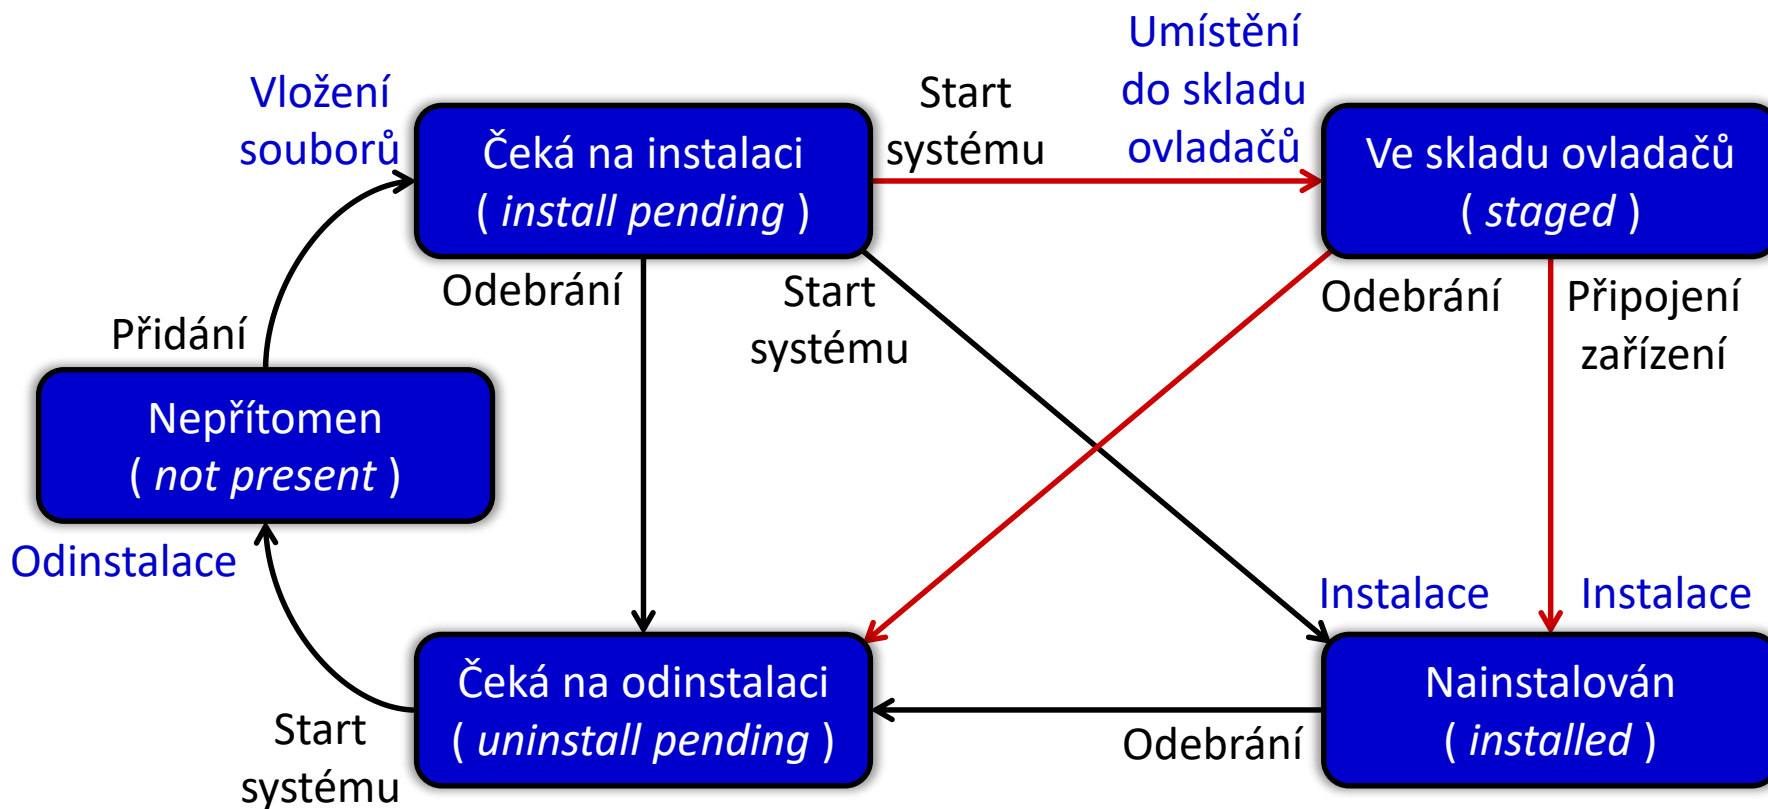 Vložení
souborů
Čeká na instalaci
( install pending )
Start
systému
Umístění
do skladu
ovladačů
Ve skladu ovladačů
( staged )
Odebrání
Start
systému
Odebrání
Připojení
zařízení
Přidání
Nepřítomen
( not present )
Odinstalace
Instalace
Instalace
Čeká na odinstalaci
( uninstall pending )
Nainstalován
( installed )
Start
systému
Odebrání